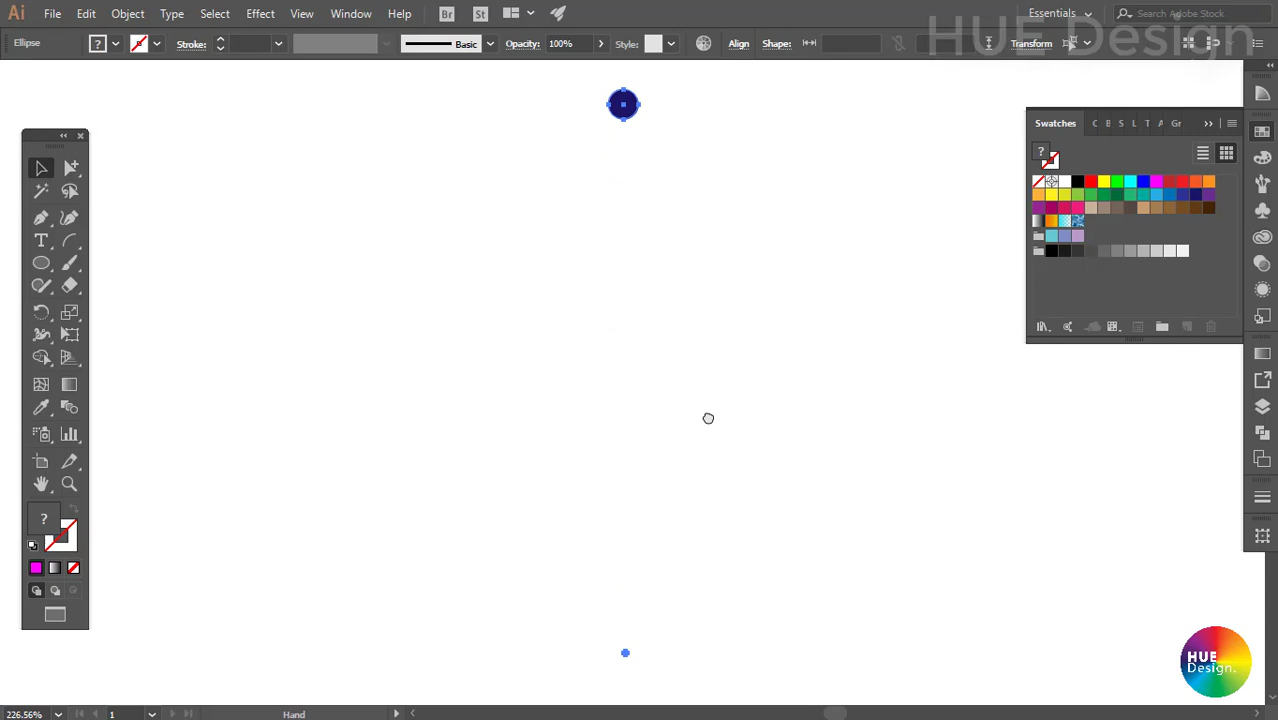 Ai File Edit Object Type Select Effect View Window Help Br St Essentials Search Adobe Stock
HUE Design
Ellipse ? Stroke: Basic Opacity: 100% Style: Align Shape: Transform
Swatches C B S L T A Gr
?
T
?
HUE
Design.
226.56% 1 Hand